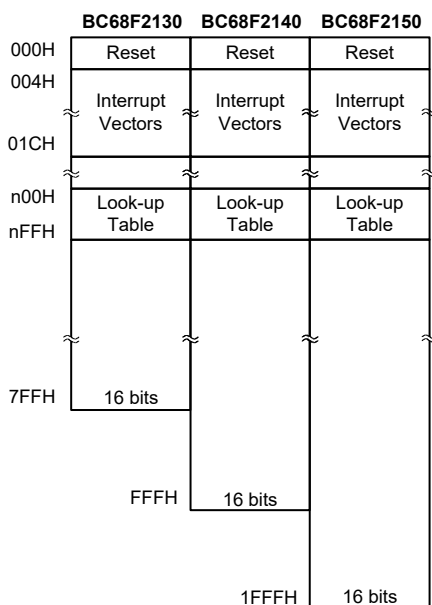 BC68F2130 BC68F2140 BC68F2150
000H Reset Reset Reset
004H
Interrupt Interrupt Interrupt
Vectors Vectors Vectors
01CH
n00H
Look-up Look-up Look-up
Table Table Table
nFFH
7FFH 16 bits
FFFH 16 bits
1FFFH 16 bits